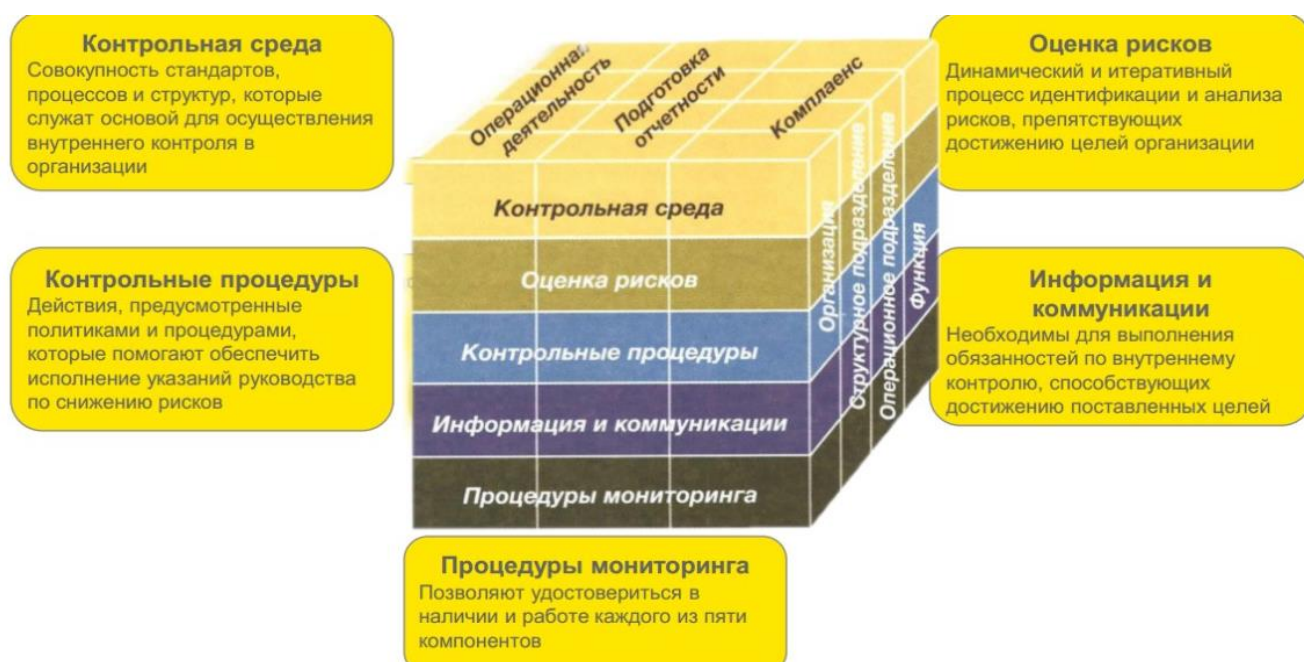 Контрольная среда
Совокупность стандартов,
процессов и структур, которые
служат основой для осуществления
внутреннего контроля в
организации
Оценка рисков
Динамический и итеративный
процесс идентификации и анализа
рисков, препятствующих
достижению целей организации
Контрольные процедуры
Действия, предусмотренные
политиками и процедурами,
которые помогают обеспечить
исполнение указаний руководства
по снижению рисков
Операционная
деятельность
Подготовка
отчетности
Комплаенс
Контрольная среда
Оценка рисков
Контрольные процедуры
Информация и коммуникации
Процедуры мониторинга
Организация
Структурное подразделение
Операционное подразделение
Функция
Информация и
коммуникации
Необходимы для выполнения
обязанностей по внутреннему
контролю, способствующих
достижению поставленных целей
Процедуры мониторинга
Позволяют удостовериться в
наличии и работе каждого из пяти
компонентов